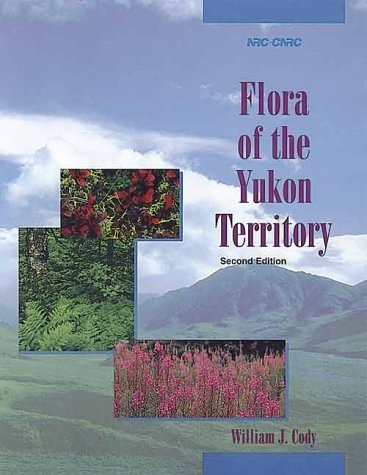 NRC·CNRC
Flora
of the
Yukon
Territory
Second Edition
William J. Cody